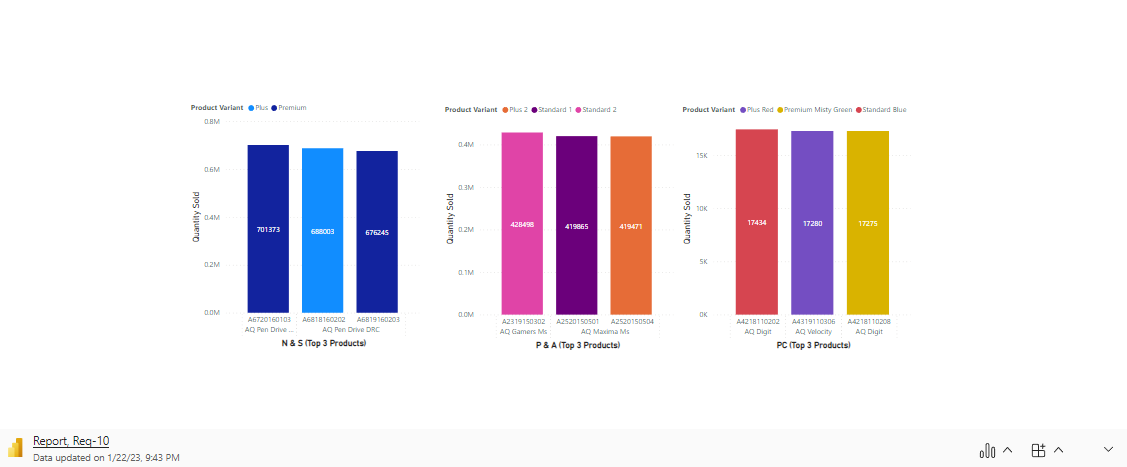 Product Variant Plus Premium
0.8M
0.6M
0.4M
0.2M
0.0M
Quantity Sold
701373
688003
676245
A6720160103 A6818160202 A6819160203
AQ Pen Drive ... AQ Pen Drive DRC
N & S (Top 3 Products)
Product Variant Plus 2 Standard 1 Standard 2
0.4M
0.3M
0.2M
0.1M
0.0M
Quantity Sold
428498
419865
419471
A2319150302 A2520150501 A2520150504
AQ Gamers Ms AQ Maxima Ms
P & A (Top 3 Products)
Product Variant Plus Red Premium Misty Green Standard Blue
15K
10K
5K
0K
Quantity Sold
17434
17280
17275
A4218110202 A4319110306 A4218110208
AQ Digit AQ Velocity AQ Digit
PC (Top 3 Products)
Report, Req-10
Data updated on 1/22/23, 9:43 PM